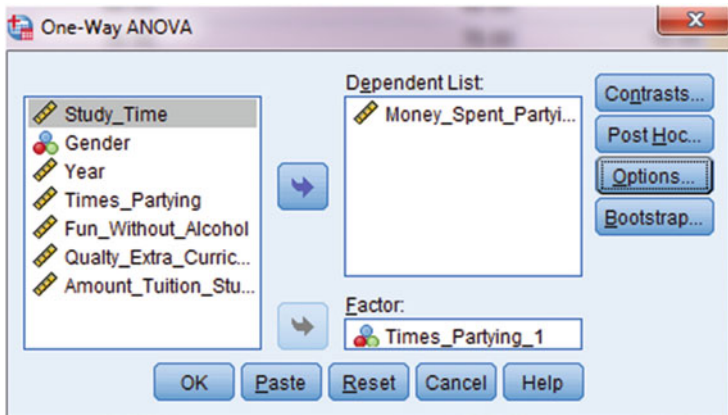 One-Way ANOVA
Study_Time
Gender
Year
Times_Partying
Fun_Without_Alcohol
Qualty_Extra_Curric...
Amount_Tuition_Stu...
Dependent List:
Money_Spent_Partyi...
Factor:
Times_Partying_1
Contrasts...
Post Hoc...
Options...
Bootstrap...
OK
Paste
Reset
Cancel
Help